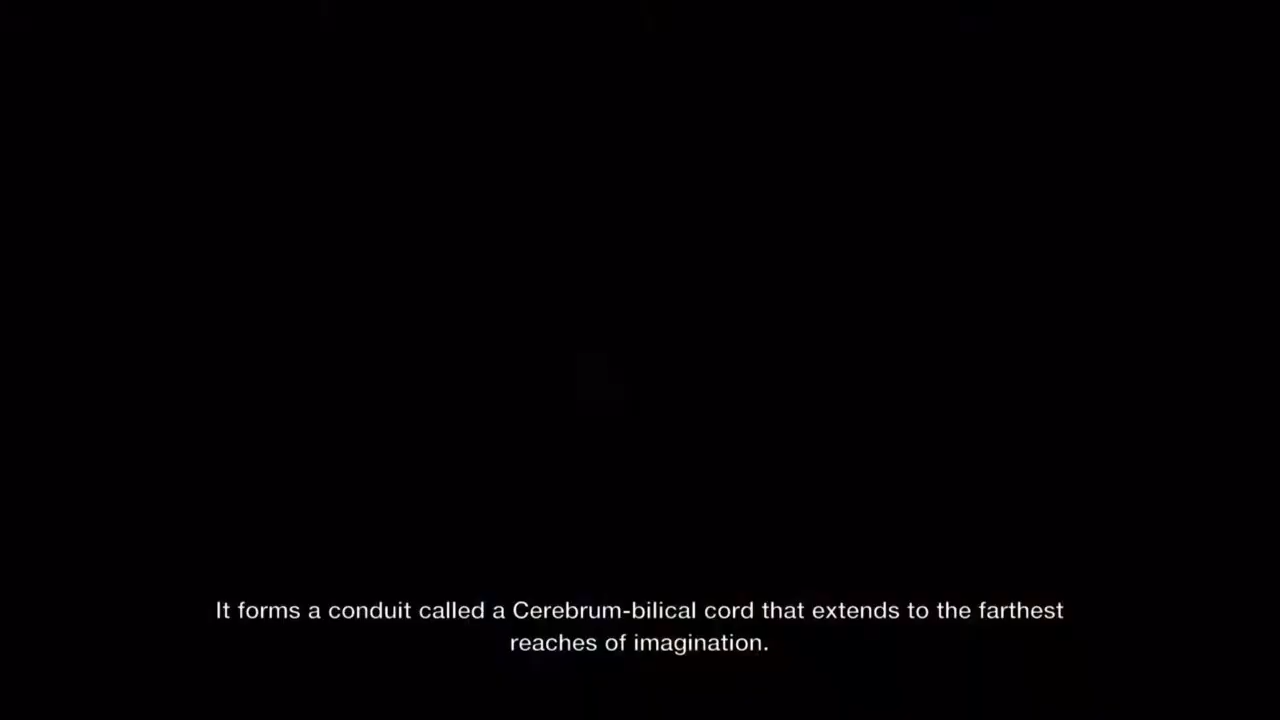 It forms a conduit called a Cerebrum-bilical cord that extends to the farthest
reaches of imagination.